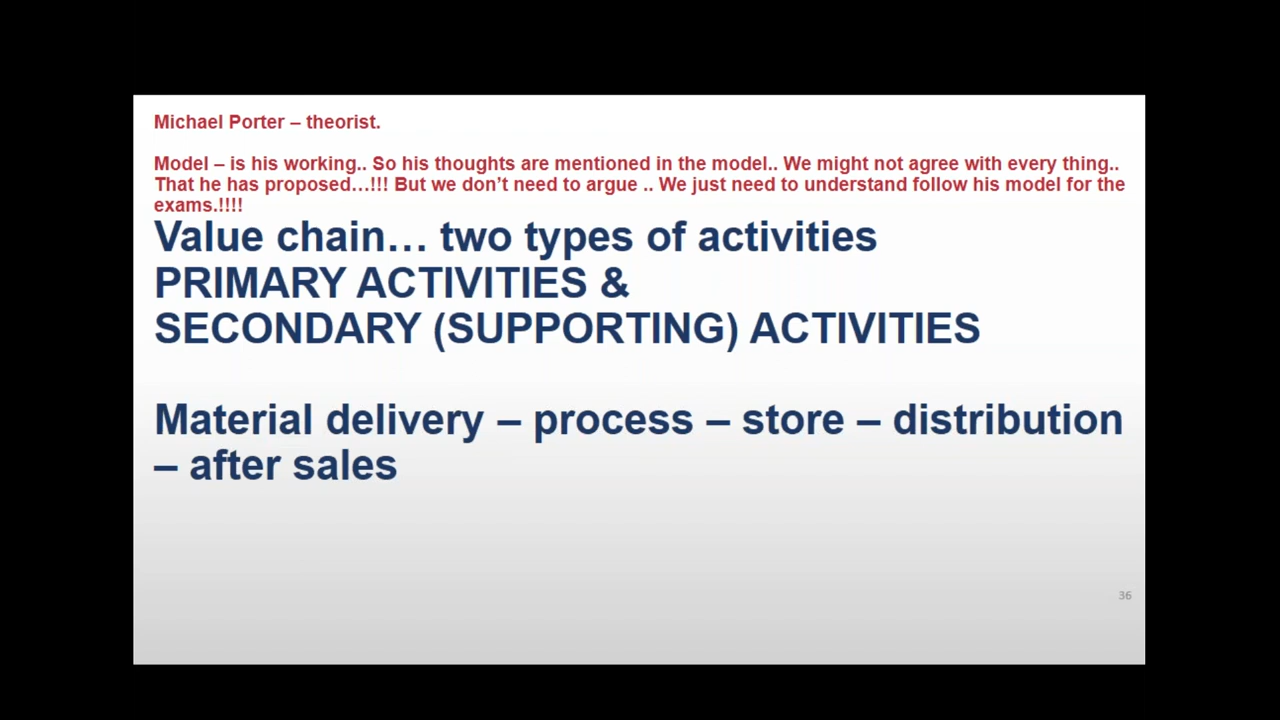 Michael Porter – theorist.
Model – is his working.. So his thoughts are mentioned in the model.. We might not agree with every thing..
That he has proposed…!!! But we don’t need to argue .. We just need to understand follow his model for the
exams.!!!!
Value chain… two types of activities
PRIMARY ACTIVITIES &
SECONDARY (SUPPORTING) ACTIVITIES
Material delivery – process – store – distribution
– after sales
36